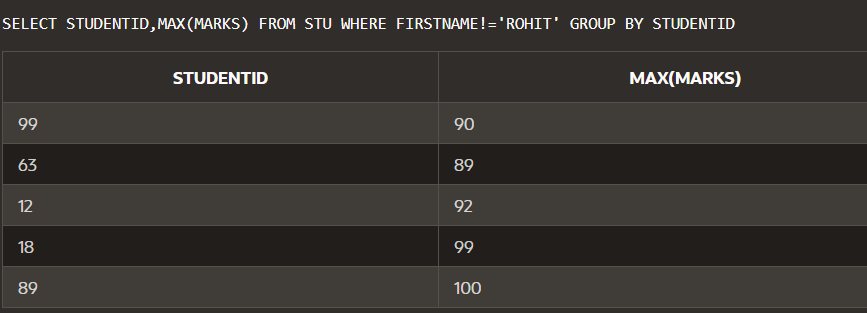 SELECT STUDENTID,MAX(MARKS) FROM STU WHERE FIRSTNAME!='ROHIT' GROUP BY STUDENTID
STUDENTID MAX(MARKS)
99 90
63 89
12 92
18 99
89 100